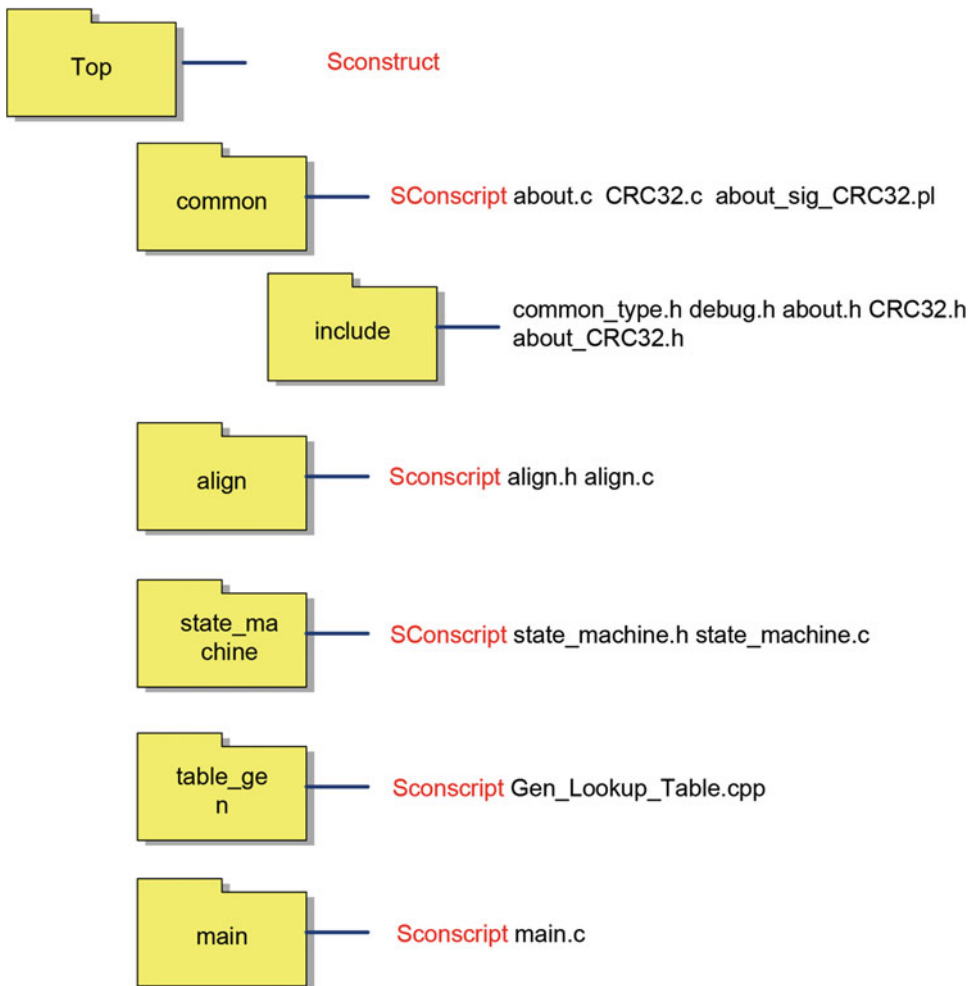 Top
Sconstruct
common
SConscript about.c CRC32.c about_sig_CRC32.pl
include
common_type.h debug.h about.h CRC32.h
about_CRC32.h
align
Sconscript align.h align.c
state_ma
chine
SConscript state_machine.h state_machine.c
table_ge
n
Sconscript Gen_Lookup_Table.cpp
main
Sconscript main.c